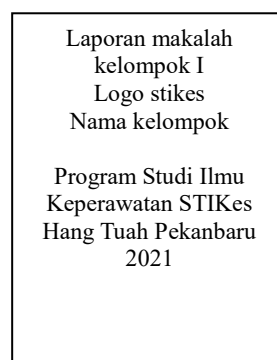 Laporan makalah
kelompok I
Logo stikes
Nama kelompok
Program Studi Ilmu
Keperawatan STIKes
Hang Tuah Pekanbaru
2021